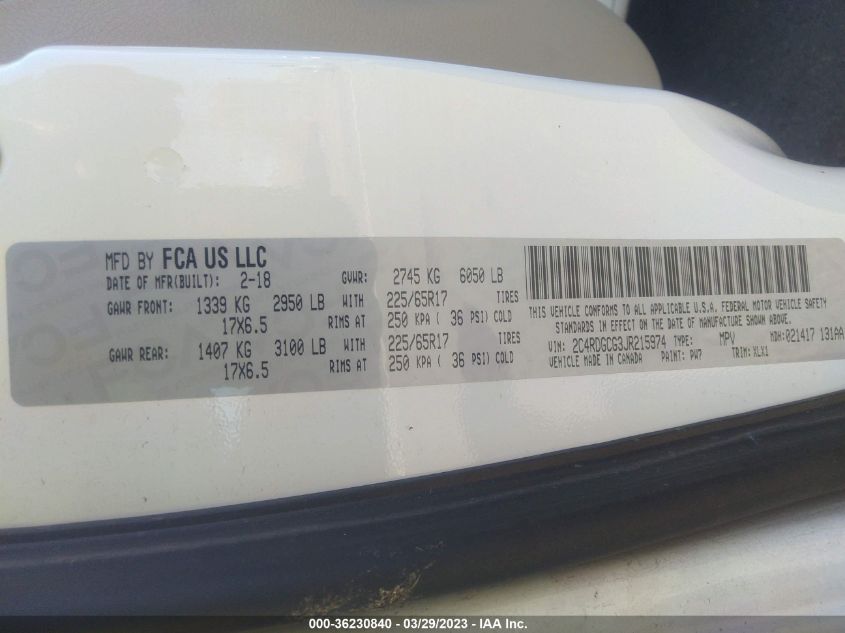 MFD BY FCA US LLC
DATE OF MFR(BUILT): 2-18 GVWR: 2745 KG 6050 LB
GAWR FRONT: 1339 KG 2950 LB WITH 225/65R17 TIRES
17X6.5 RIMS AT 250 KPA ( 36 PSI) COLD
GAWR REAR: 1407 KG 3100 LB WITH 225/65R17 TIRES
17X6.5 RIMS AT 250 KPA ( 36 PSI) COLD
THIS VEHICLE CONFORMS TO ALL APPLICABLE U.S.A. FEDERAL MOTOR VEHICLE SAFETY
STANDARDS IN EFFECT ON THE DATE OF MANUFACTURE SHOWN ABOVE.
VIN: 2C4RDGCG3JR215974 TYPE: MPV MDH:021417 131AA
VEHICLE MADE IN CANADA PAINT: PW7 TRIM: XLX1
000-36230840 - 03/29/2023 - IAA Inc.